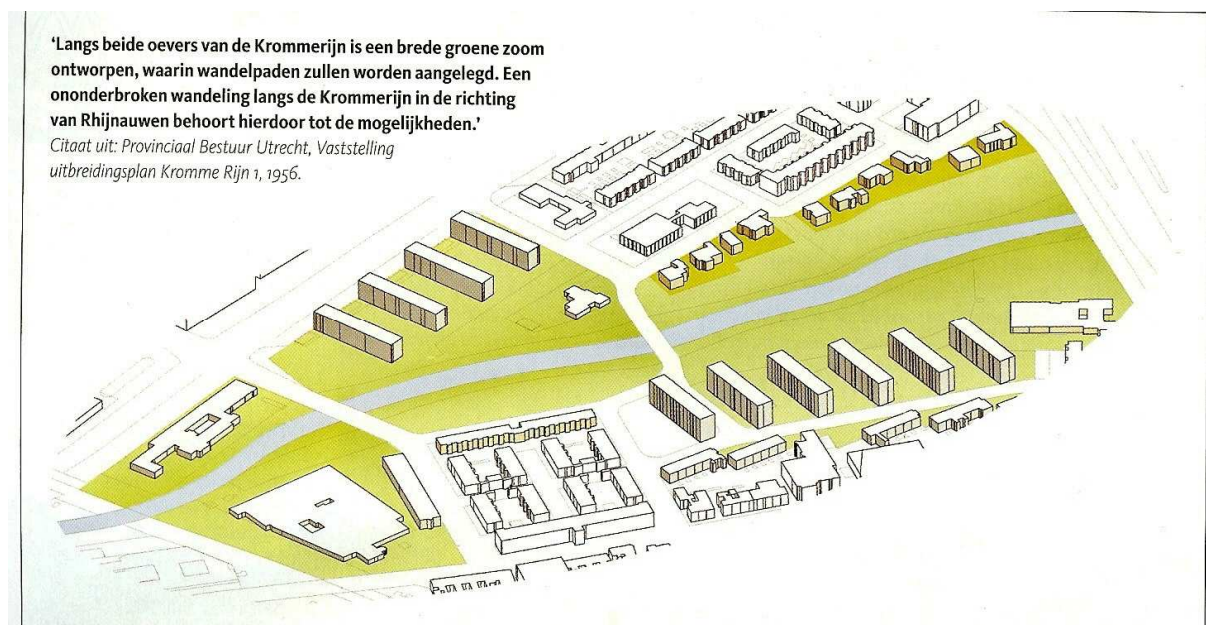 ‘Langs beide oevers van de Krommerijn is een brede groene zoom
ontworpen, waarin wandelpaden zullen worden aangelegd. Een
ononderbroken wandeling langs de Krommerijn in de richting
van Rhijnauwen behoort hierdoor tot de mogelijkheden.’
Citaat uit: Provinciaal Bestuur Utrecht, Vaststelling
uitbreidingsplan Kromme Rijn 1, 1956.